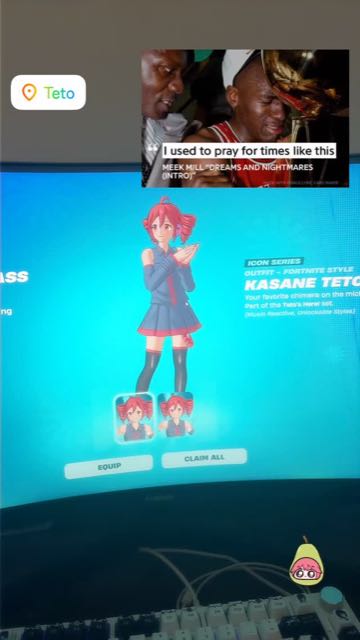 Teto
I used to pray for times like this
MEEK MILL "DREAMS AND NIGHTMARES
(INTRO)"
ASS
ng
ICON SERIES
OUTFIT - FORTNITE STYLE
KASANE TETO
Your favorite chimera on the mic
Part of the Teto's Here! set.
[Music Reactive, Unlockable Styles]
EQUIP
CLAIM ALL